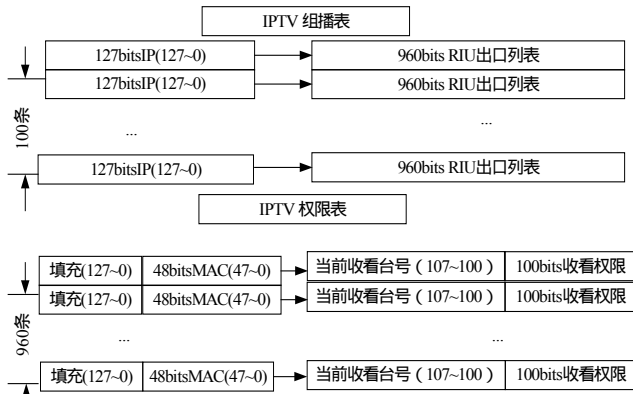 IPTV 组播表
127bitsIP(127~0) 960bits RIU出口列表
127bitsIP(127~0) 960bits RIU出口列表
100条
... ...
127bitsIP(127~0) 960bits RIU出口列表
IPTV 权限表
填充(127~0) 48bitsMAC(47~0) 当前收看台号（107~100） 100bits收看权限
填充(127~0) 48bitsMAC(47~0) 当前收看台号（107~100） 100bits收看权限
960条
... ...
填充(127~0) 48bitsMAC(47~0) 当前收看台号（107~100） 100bits收看权限